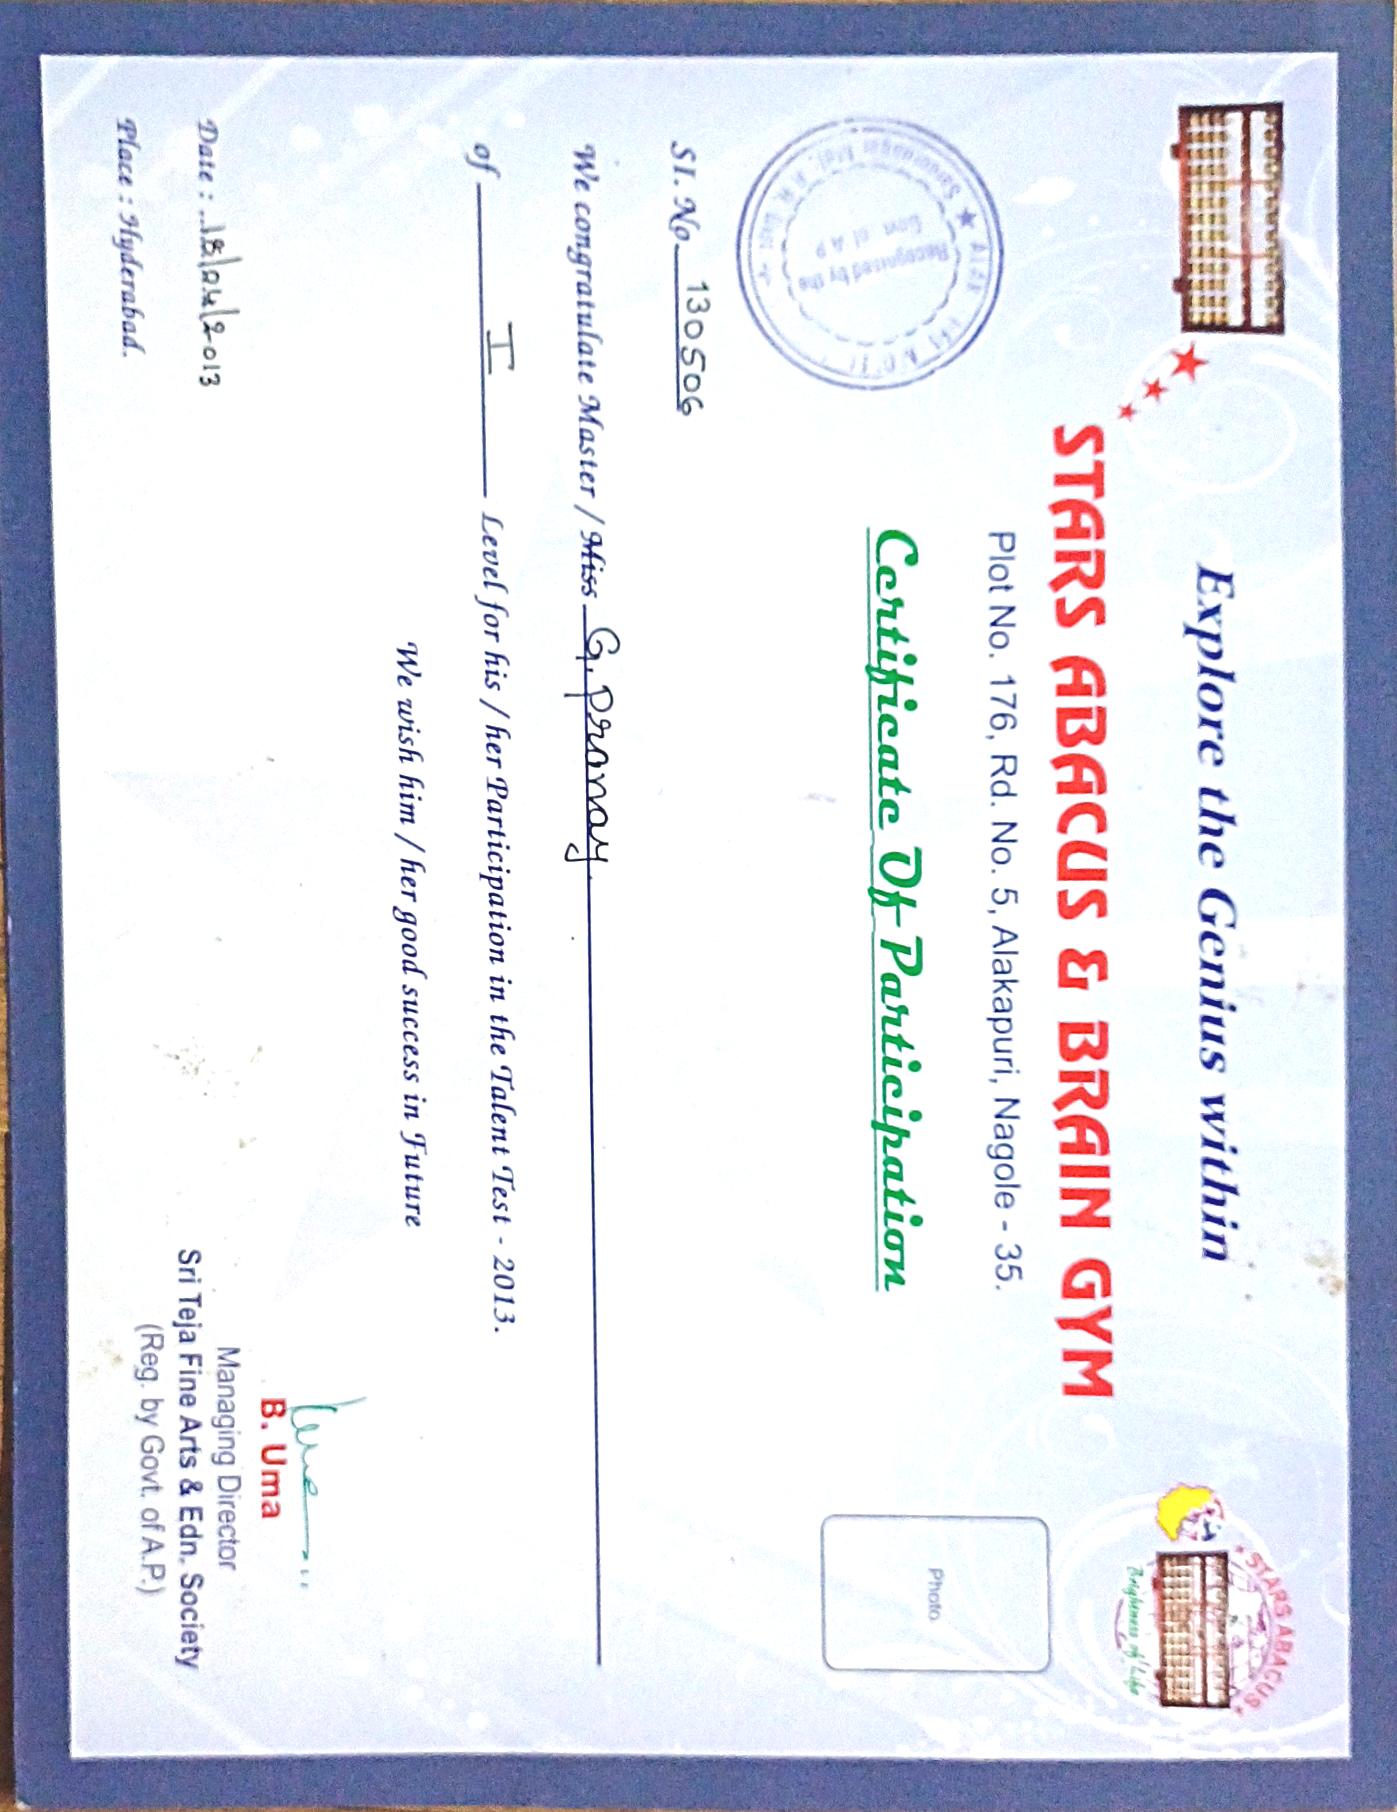 Explore the Genius within
STARS ABACUS & BRAIN GYM
Plot No. 176, Rd. No. 5, Alakapuri, Nagole - 35.
STARS ABACUS
Brightness of Life
Certificate Of Participation
Photo
Recognised by the
Govt of A P
Sl. No 130506
We congratulate Master / Miss G. Pranay
of I Level for his / her Participation in the Talent Test - 2013.
We wish him / her good success in Future
Date : 18/04/2013
Place : Hyderabad.
B. Uma
Managing Director
Sri Teja Fine Arts & Edn. Society
(Reg. by Govt. of A.P.)